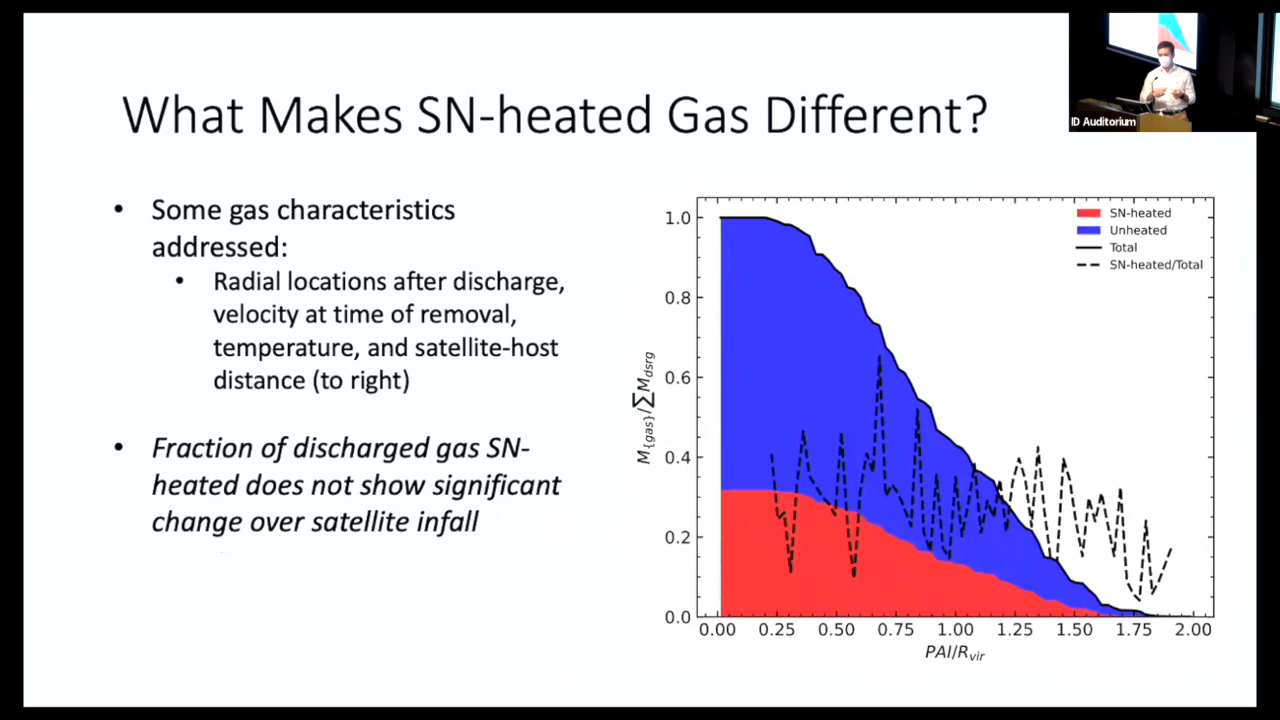 ID Auditorium
What Makes SN-heated Gas Different?
• Some gas characteristics
addressed:
• Radial locations after discharge,
velocity at time of removal,
temperature, and satellite-host
distance (to right)
• Fraction of discharged gas SN-
heated does not show significant
change over satellite infall
SN-heated
Unheated
Total
SN-heated/Total
1.0
0.8
0.6
0.4
0.2
0.0
M{gas}/∑Mdsrg
0.00 0.25 0.50 0.75 1.00 1.25 1.50 1.75 2.00
PAI/Rvir